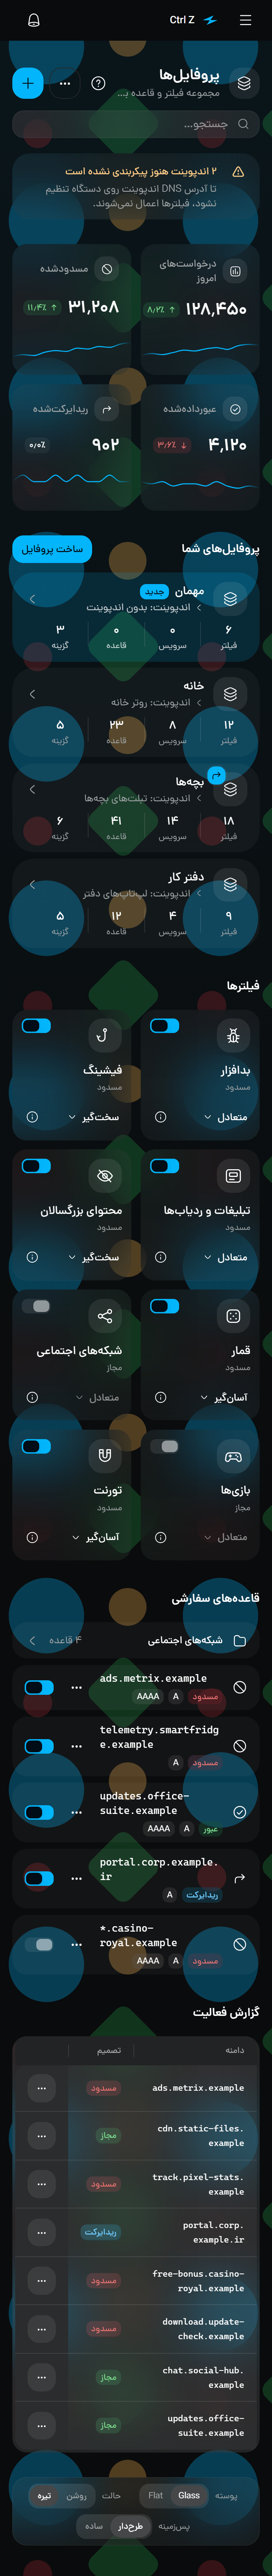 Ctrl Z
پروفایل‌ها
مجموعه فیلتر و قاعده ب...
جستجو...
۲ اندپوینت هنوز پیکربندی نشده است
تا آدرس DNS اندپوینت روی دستگاه تنظیم
نشود، فیلترها اعمال نمی‌شوند.
درخواست‌های
امروز
۱۲۸٬۴۵۰
۸٫۲٪
مسدودشده
۳۱٬۲۰۸
۱۱٫۴٪
عبورداده‌شده
۴٬۱۲۰
۳٫۶٪
ریدایرکت‌شده
۹۰۲
۰٫۰٪
پروفایل‌های شما
ساخت پروفایل
مهمان
جدید
اندپوینت: بدون اندپوینت
۶ ۰ ۰ ۳
فیلتر سرویس قاعده گزینه
خانه
اندپوینت: روتر خانه
۱۲ ۸ ۲۳ ۵
فیلتر سرویس قاعده گزینه
بچه‌ها
اندپوینت: تبلت‌های بچه‌ها
۱۸ ۱۴ ۴۱ ۶
فیلتر سرویس قاعده گزینه
دفتر کار
اندپوینت: لپ‌تاپ‌های دفتر
۹ ۴ ۱۲ ۵
فیلتر سرویس قاعده گزینه
فیلترها
بدافزار
مسدود
متعادل
فیشینگ
مسدود
سخت‌گیر
تبلیغات و ردیاب‌ها
مسدود
متعادل
محتوای بزرگسالان
مسدود
سخت‌گیر
قمار
مسدود
آسان‌گیر
شبکه‌های اجتماعی
مجاز
متعادل
بازی‌ها
مجاز
متعادل
تورنت
مسدود
آسان‌گیر
قاعده‌های سفارشی
شبکه‌های اجتماعی
۴ قاعده
ads.metrix.example
مسدود A AAAA
telemetry.smartfridg
e.example
مسدود A
updates.office-
suite.example
عبور A AAAA
portal.corp.example.
ir
ریدایرکت A
*.casino-
royal.example
مسدود A AAAA
گزارش فعالیت
دامنه
تصمیم
ads.metrix.example
مسدود
cdn.static-files.
example
مجاز
track.pixel-stats.
example
مسدود
portal.corp.
example.ir
ریدایرکت
free-bonus.casino-
royal.example
مسدود
download.update-
check.example
مسدود
chat.social-hub.
example
مجاز
updates.office-
suite.example
مجاز
پوسته
Glass
Flat
حالت
روشن
تیره
پس‌زمینه
طرح‌دار
ساده